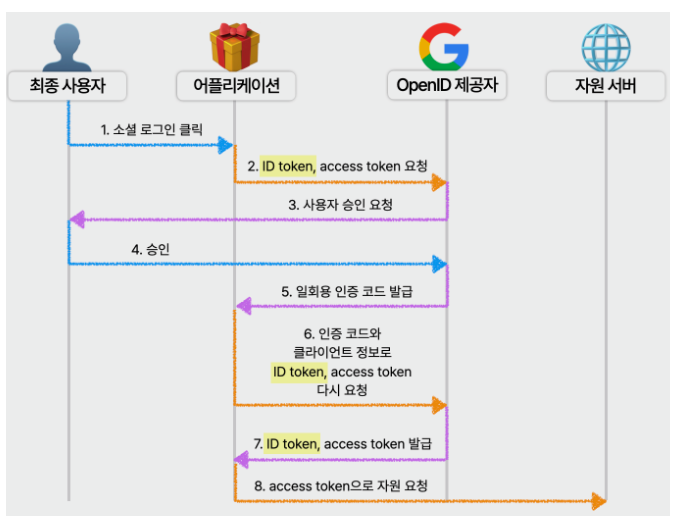 최종 사용자
어플리케이션
OpenID 제공자
자원 서버
1. 소셜 로그인 클릭
2. ID token, access token 요청
3. 사용자 승인 요청
4. 승인
5. 일회용 인증 코드 발급
6. 인증 코드와
클라이언트 정보로
ID token, access token
다시 요청
7. ID token, access token 발급
8. access token으로 자원 요청